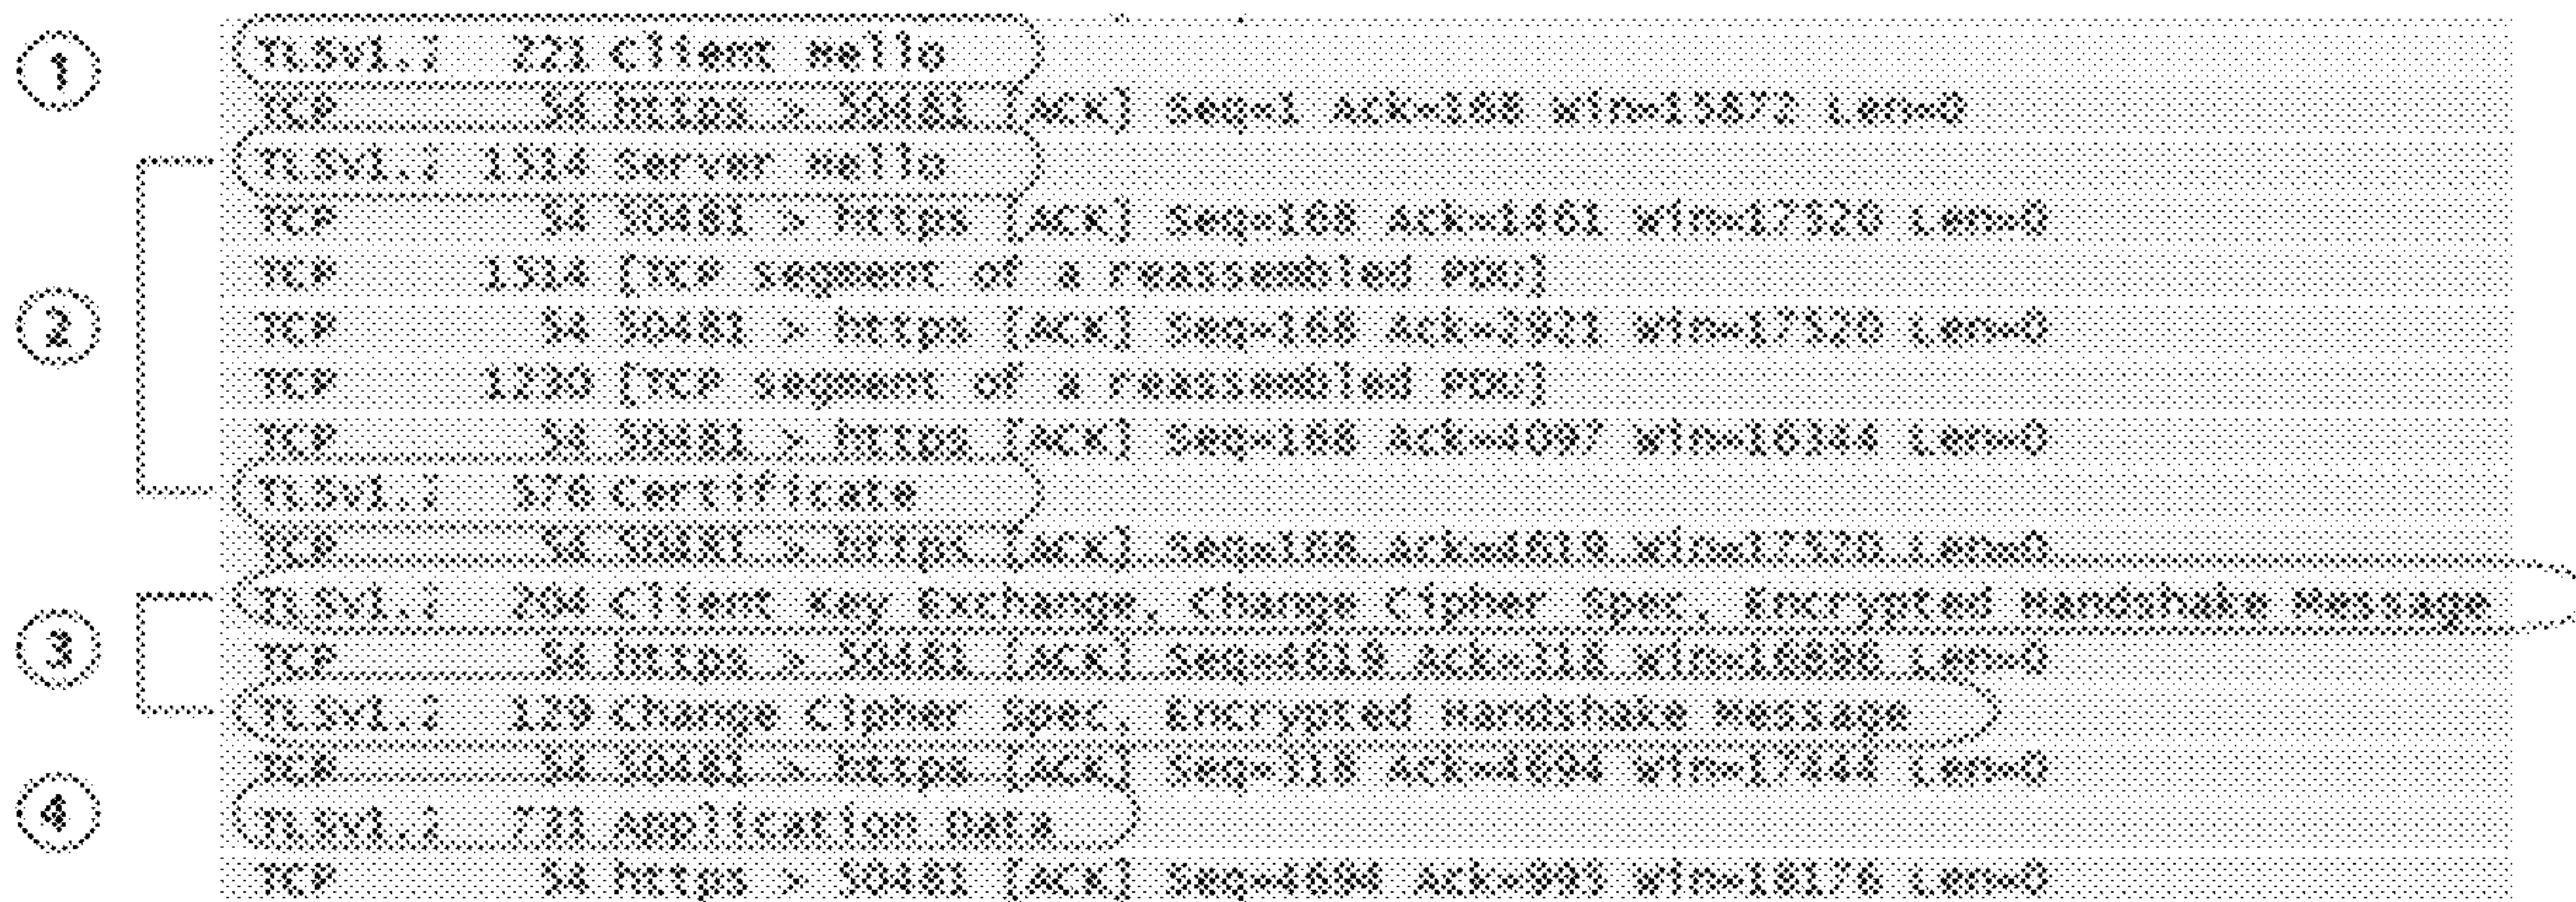 1 TLSv1.2 221 Client Hello
TCP 54 https > 50481 [ACK] Seq=1 Ack=168 Win=15872 Len=0
TLSv1.2 1514 Server Hello
TCP 54 50481 > https [ACK] Seq=168 Ack=1461 Win=17520 Len=0
TCP 1514 [TCP segment of a reassembled PDU]
2 TCP 54 50481 > https [ACK] Seq=168 Ack=2921 Win=17520 Len=0
TCP 1230 [TCP segment of a reassembled PDU]
TCP 54 50481 > https [ACK] Seq=168 Ack=4097 Win=16344 Len=0
TLSv1.2 576 Certificate
TCP 54 50481 > https [ACK] Seq=168 Ack=4619 Win=17520 Len=0
TLSv1.2 204 Client Key Exchange, Change Cipher Spec, Encrypted Handshake Message
3 TCP 54 https > 50481 [ACK] Seq=4619 Ack=318 Win=16896 Len=0
TLSv1.2 129 Change Cipher Spec, Encrypted Handshake Message
TCP 54 50481 > https [ACK] Seq=318 Ack=4694 Win=17444 Len=0
4 TLSv1.2 731 Application Data
TCP 54 https > 50481 [ACK] Seq=4694 Ack=995 Win=18176 Len=0